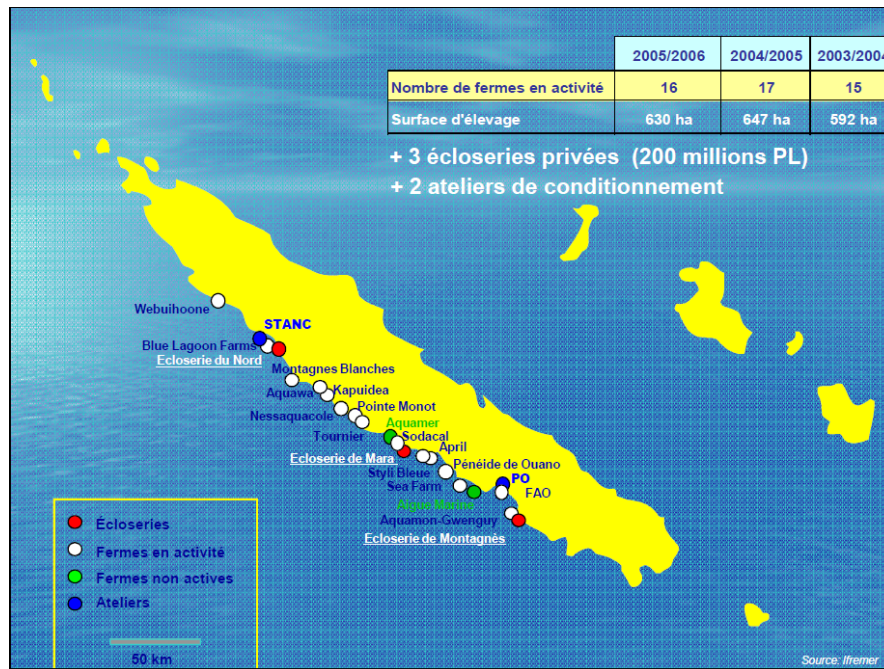 2005/2006 2004/2005 2003/2004
Nombre de fermes en activité 16 17 15
Surface d'élevage 630 ha 647 ha 592 ha
+ 3 écloseries privées (200 millions PL)
+ 2 ateliers de conditionnement
Webuihoone
STANC
Blue Lagoon Farms
Ecloserie du Nord
Montagnes Blanches
Aquawa
Kapuidea
Nessaquacole
Pointe Monot
Aquamer
Tournier
Sodacal
April
Ecloserie de Mara
Pénéide de Ouano
Styli Bleue
Sea Farm
PO
FAO
Aigue Marine
Aquamon-Gwenguy
Ecloserie de Montagnès
Écloseries
Fermes en activité
Fermes non actives
Ateliers
50 km
Source: Ifremer